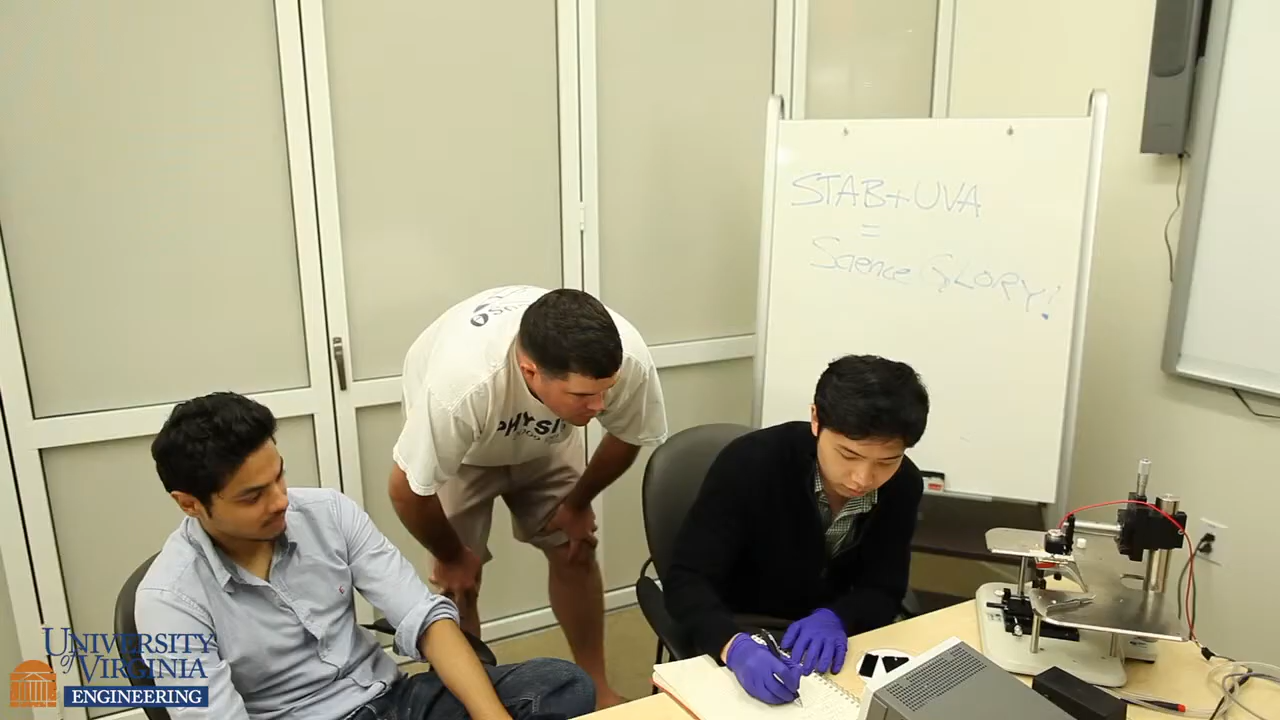 STAB+UVA
=
Science GLORY!
PHYSI
UNIVERSITY
of VIRGINIA
ENGINEERING